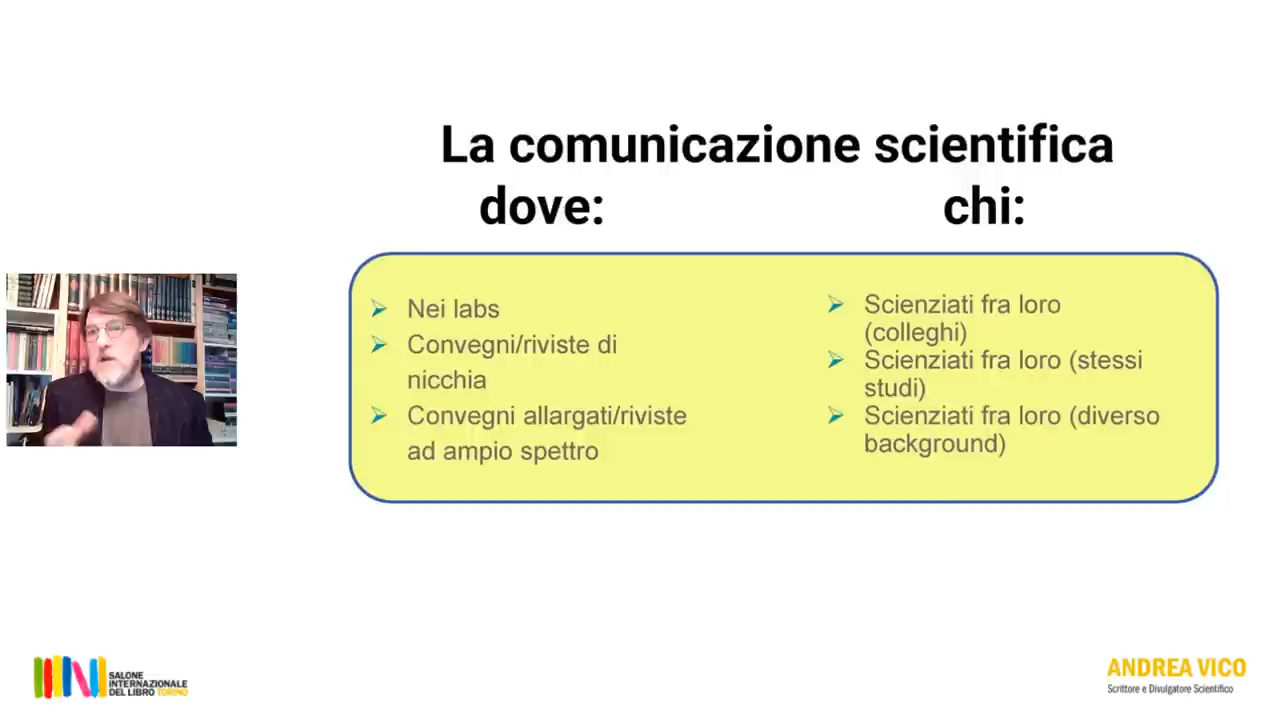 La comunicazione scientifica
dove:
chi:
Nei labs
Convegni/riviste di
nicchia
Convegni allargati/riviste
ad ampio spettro
Scienziati fra loro
(colleghi)
Scienziati fra loro (stessi
studi)
Scienziati fra loro (diverso
background)
SALONE
INTERNAZIONALE
DEL LIBRO TORINO
ANDREA VICO
Scrittore e Divulgatore Scientifico